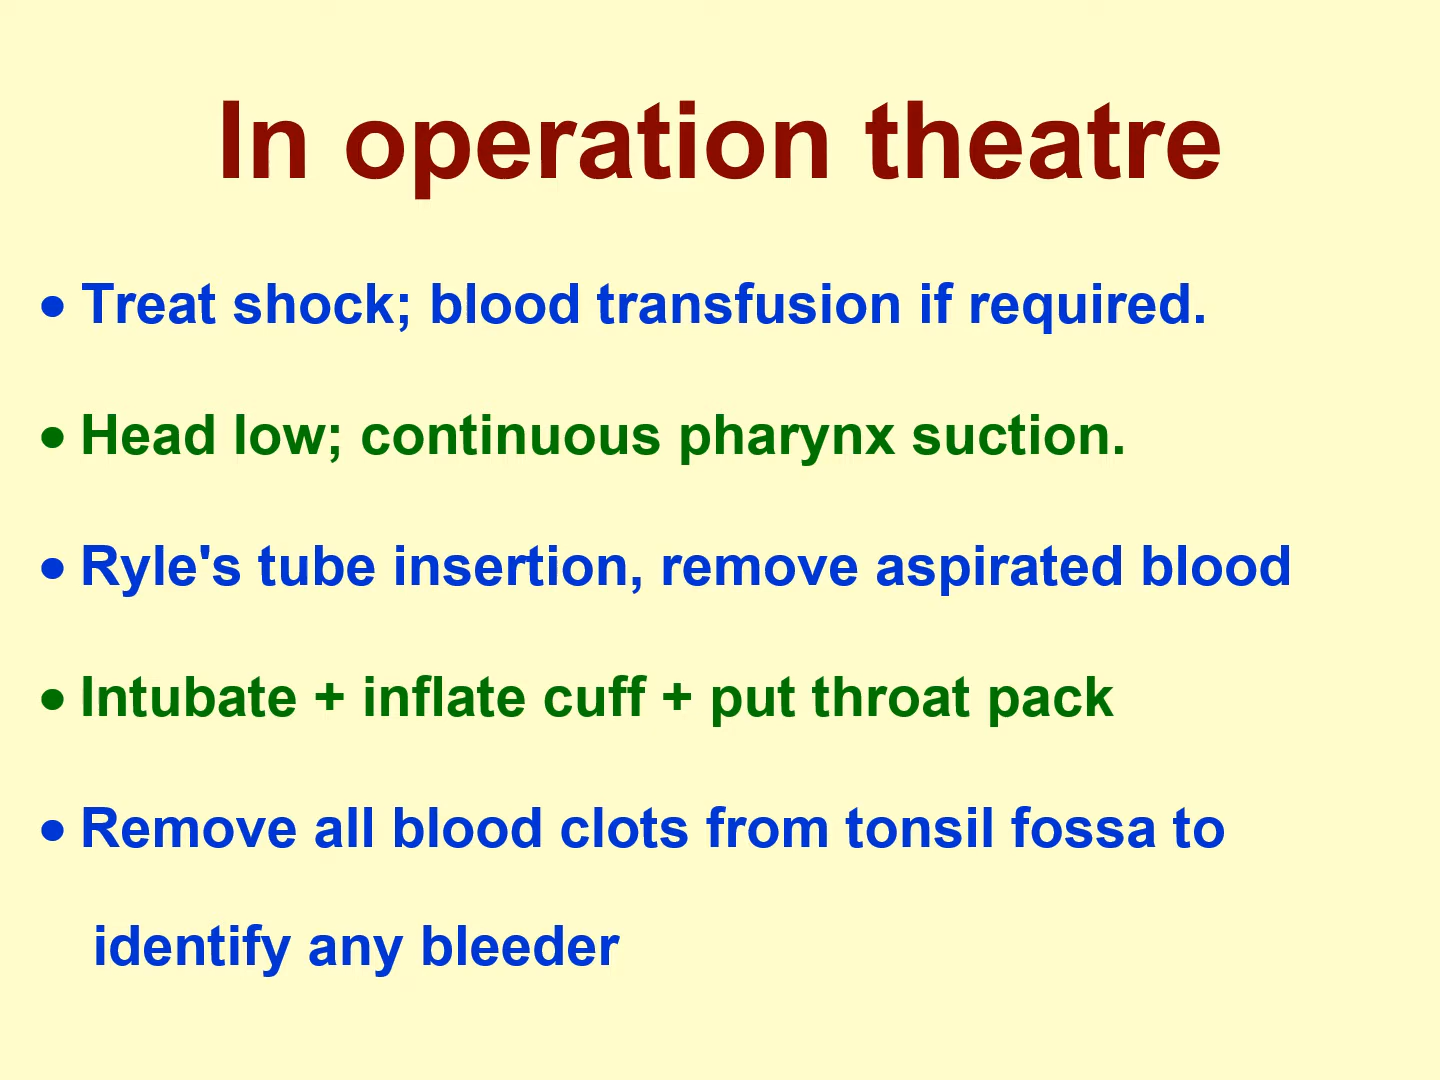 In operation theatre
• Treat shock; blood transfusion if required.
• Head low; continuous pharynx suction.
• Ryle's tube insertion, remove aspirated blood
• Intubate + inflate cuff + put throat pack
• Remove all blood clots from tonsil fossa to
identify any bleeder